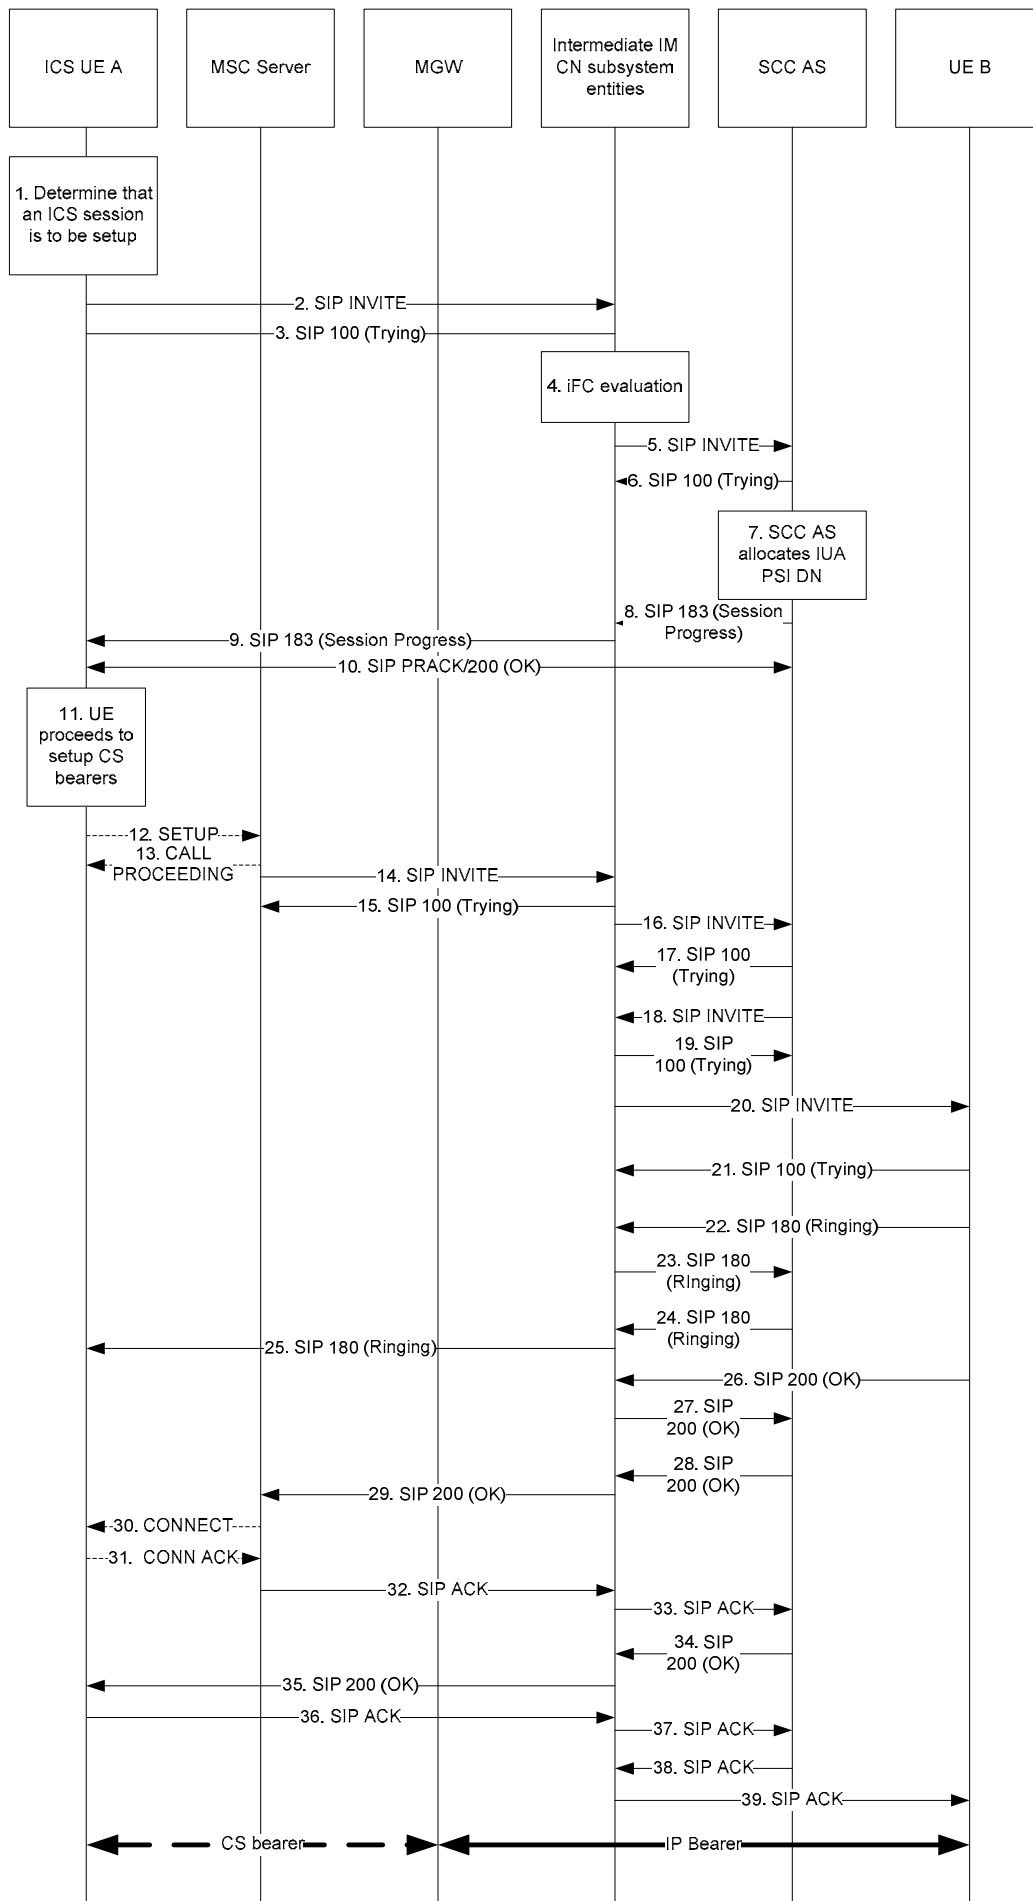 ICS UE A
MSC Server
MGW
Intermediate IM
CN subsystem
entities
SCC AS
UE B
1. Determine that
an ICS session
is to be setup
2. SIP INVITE
3. SIP 100 (Trying)
4. iFC evaluation
5. SIP INVITE
6. SIP 100 (Trying)
7. SCC AS
allocates IUA
PSI DN
8. SIP 183 (Session
Progress)
9. SIP 183 (Session Progress)
10. SIP PRACK/200 (OK)
11. UE
proceeds to
setup CS
bearers
12. SETUP
13. CALL
PROCEEDING
14. SIP INVITE
15. SIP 100 (Trying)
16. SIP INVITE
17. SIP 100
(Trying)
18. SIP INVITE
19. SIP
100 (Trying)
20. SIP INVITE
21. SIP 100 (Trying)
22. SIP 180 (Ringing)
23. SIP 180
(RInging)
24. SIP 180
(Ringing)
25. SIP 180 (Ringing)
26. SIP 200 (OK)
27. SIP
200 (OK)
28. SIP
200 (OK)
29. SIP 200 (OK)
30. CONNECT
31. CONN ACK
32. SIP ACK
33. SIP ACK
34. SIP
200 (OK)
35. SIP 200 (OK)
36. SIP ACK
37. SIP ACK
38. SIP ACK
39. SIP ACK
CS bearer
IP Bearer